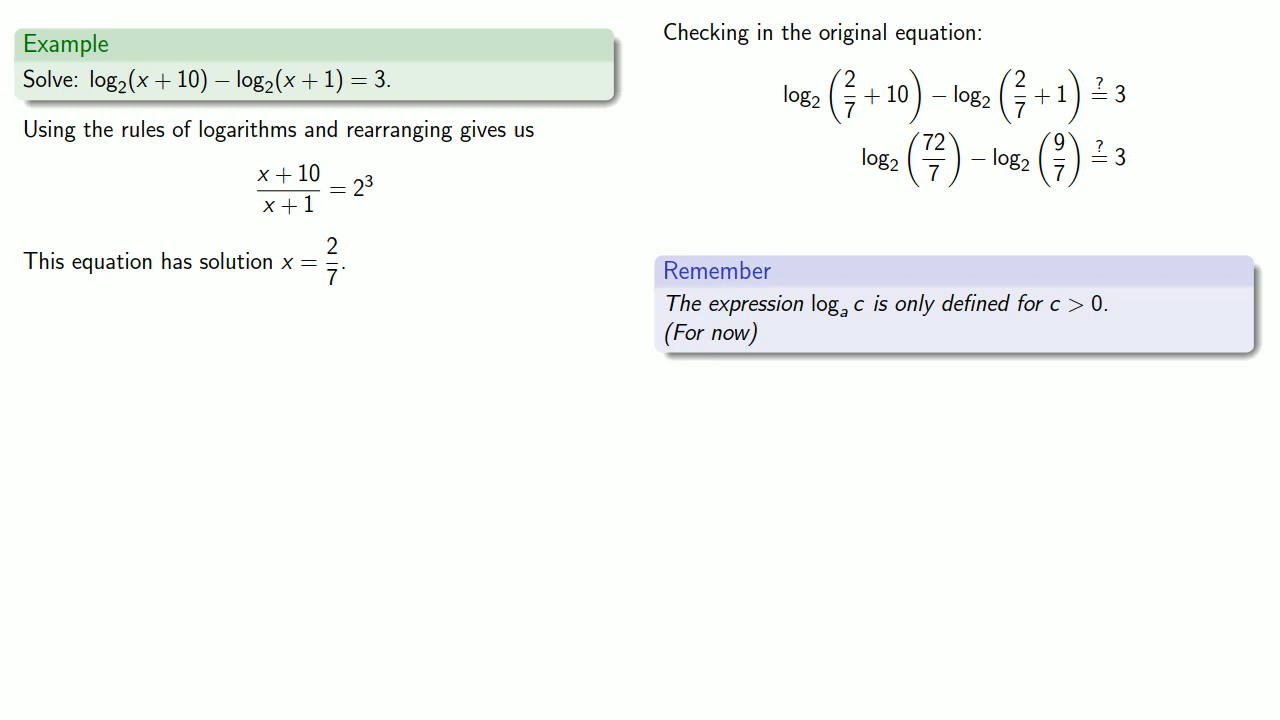 Example
Solve: log₂(x + 10) − log₂(x + 1) = 3.
Using the rules of logarithms and rearranging gives us
(x + 10)/(x + 1) = 2³
This equation has solution x = 2/7.
Checking in the original equation:
log₂(2/7 + 10) − log₂(2/7 + 1) ≟ 3
log₂(72/7) − log₂(9/7) ≟ 3
Remember
The expression logₐ c is only defined for c > 0.
(For now)